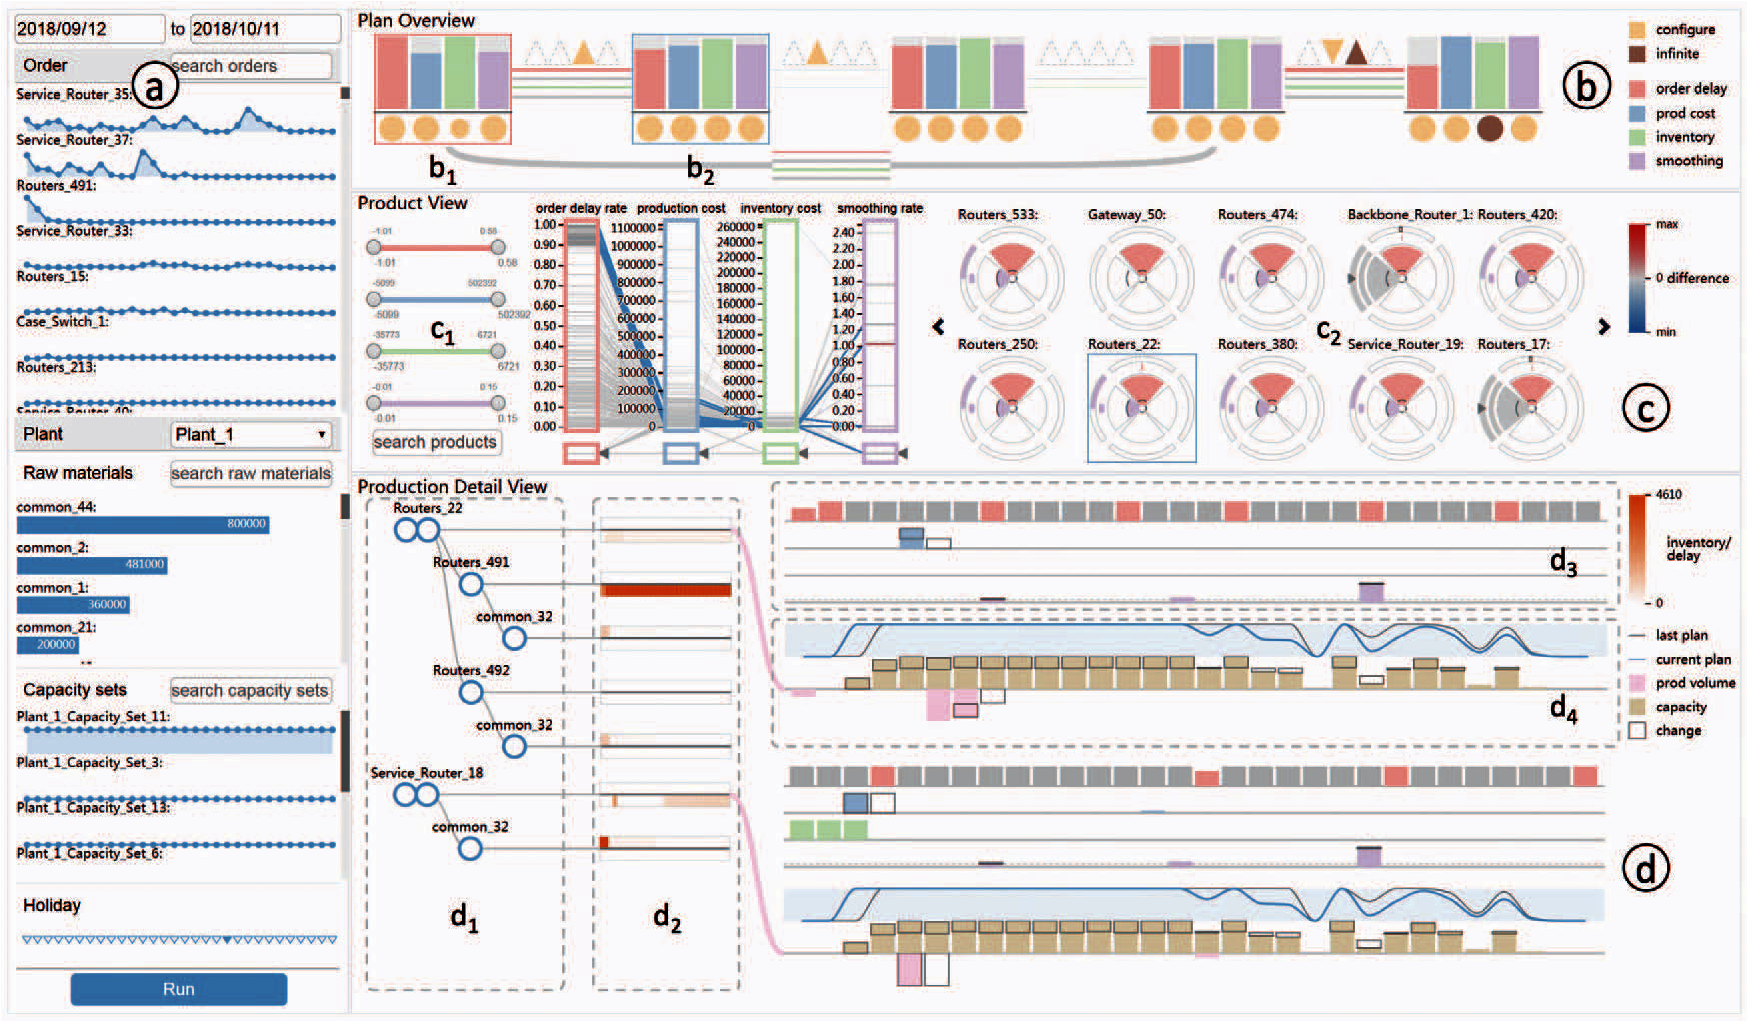 2018/09/12 to 2018/10/11
Order search orders
a
Service_Router_35:
Service_Router_37:
Routers_491:
Service_Router_33:
Routers_15:
Case_Switch_1:
Routers_213:
Service_Router_40:
Plant Plant_1
Raw materials search raw materials
common_44:
800000
common_2:
481000
common_1:
360000
common_21:
200000
Capacity sets search capacity sets
Plant_1_Capacity_Set_11:
Plant_1_Capacity_Set_3:
Plant_1_Capacity_Set_13:
Plant_1_Capacity_Set_6:
Holiday
Run
Plan Overview
b1 b2
b
configure
infinite
order delay
prod cost
inventory
smoothing
Product View
-1.01 0.58
-1.01 0.58
-5099 502392
-5099 502392
c1
-35773 6721
-35773 6721
-0.01 0.15
-0.01 0.15
search products
order delay rate production cost inventory cost smoothing rate
1.00
0.90
0.80
0.70
0.60
0.50
0.40
0.30
0.20
0.10
0.00
1100000
1000000
900000
800000
700000
600000
500000
400000
300000
200000
100000
0
260000
240000
220000
200000
180000
160000
140000
120000
100000
80000
60000
40000
20000
0
2.40
2.20
2.00
1.80
1.60
1.40
1.20
1.00
0.80
0.60
0.40
0.20
0.00
Routers_533: Gateway_50: Routers_474: Backbone_Router_1: Routers_420:
c2
Routers_250: Routers_22: Routers_380: Service_Router_19: Routers_17:
max
0 difference
min
c
Production Detail View
Routers_22
Routers_491
common_32
Routers_492
common_32
Service_Router_18
common_32
d1 d2
d3
d4
d
4610
inventory/
delay
0
last plan
current plan
prod volume
capacity
change